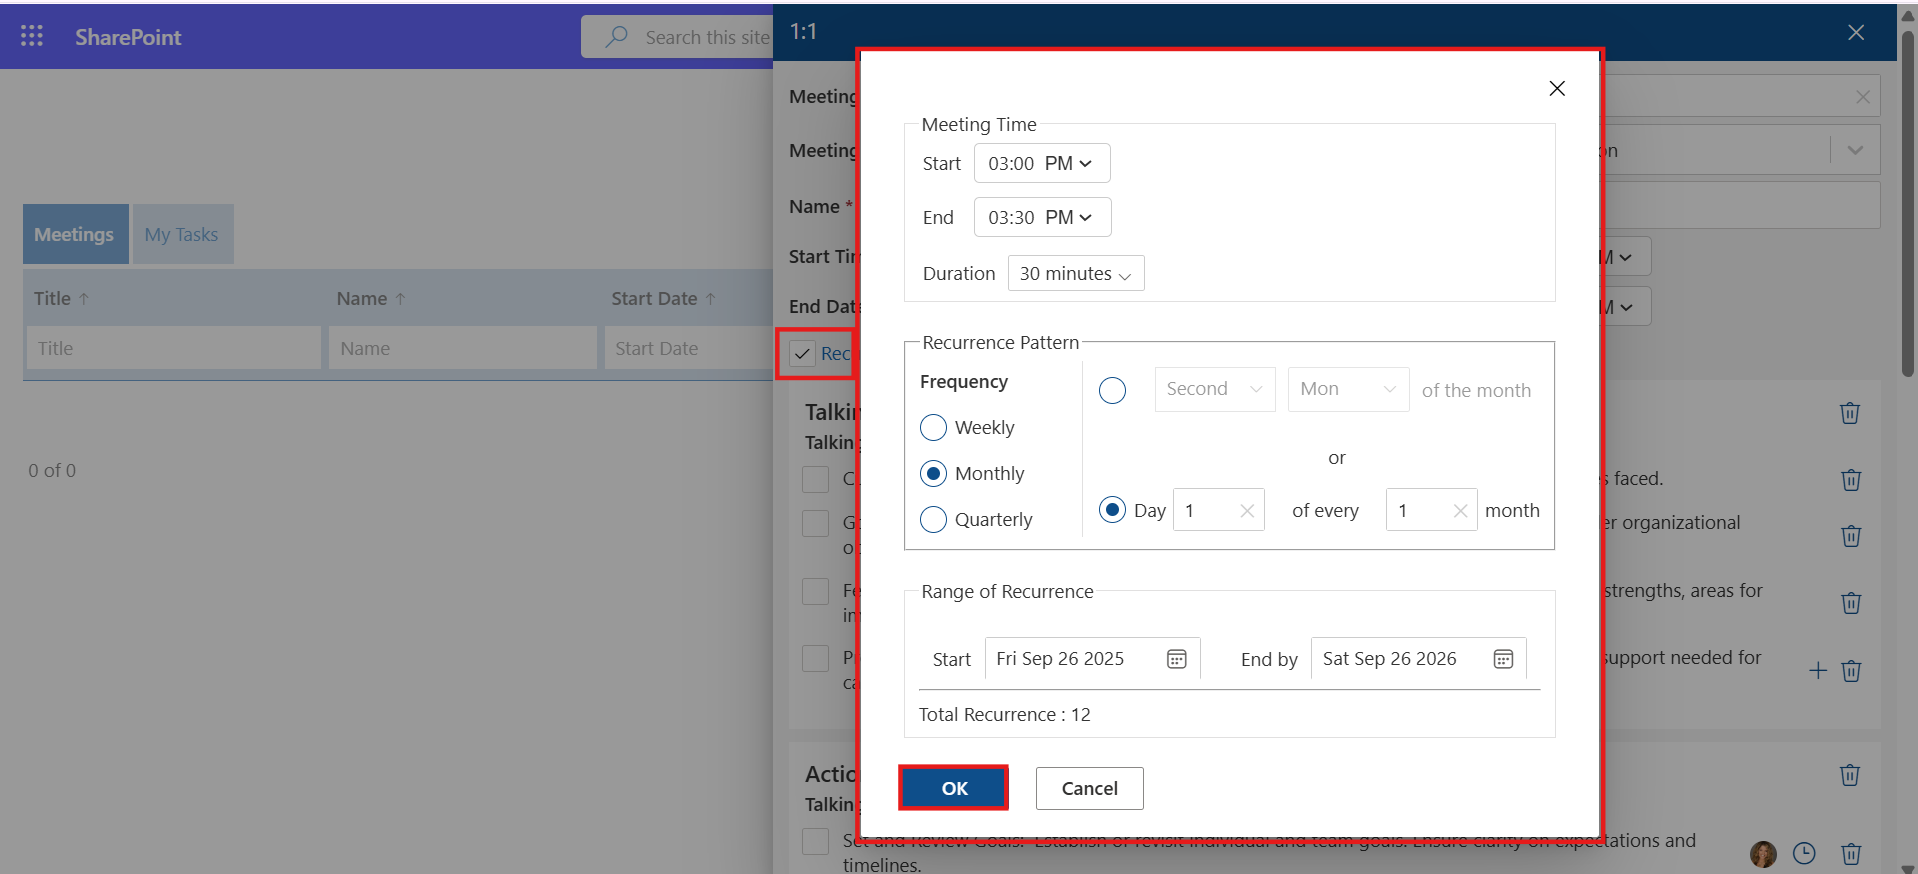 SharePoint
Search this site
1:1
Meeting
Meeting
on
Name *
Start Tim
M
End Date
M
Rec
Meetings
My Tasks
Title ↑
Name ↑
Start Date ↑
Title
Name
Start Date
0 of 0
Meeting Time
Start 03:00 PM
End 03:30 PM
Duration 30 minutes
Recurrence Pattern
Frequency
Weekly
Monthly
Quarterly
Second Mon of the month
or
Day 1 of every 1 month
Range of Recurrence
Start Fri Sep 26 2025 End by Sat Sep 26 2026
Total Recurrence : 12
OK
Cancel
Talkin
Talking
s faced.
er organizational
strengths, areas for
support needed for
Actio
Talking
Set and Review Goals: Establish or revisit individual and team goals. Ensure clarity on expectations and
timelines.